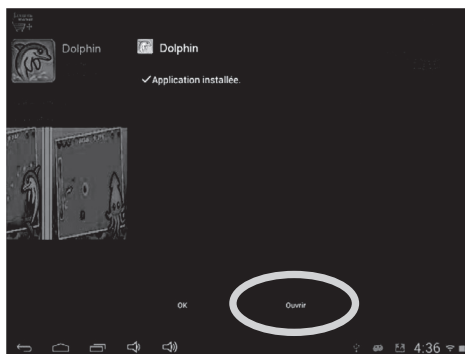 Dolphin
Dolphin
✓Application installée.
OK
Ouvrir
4:36